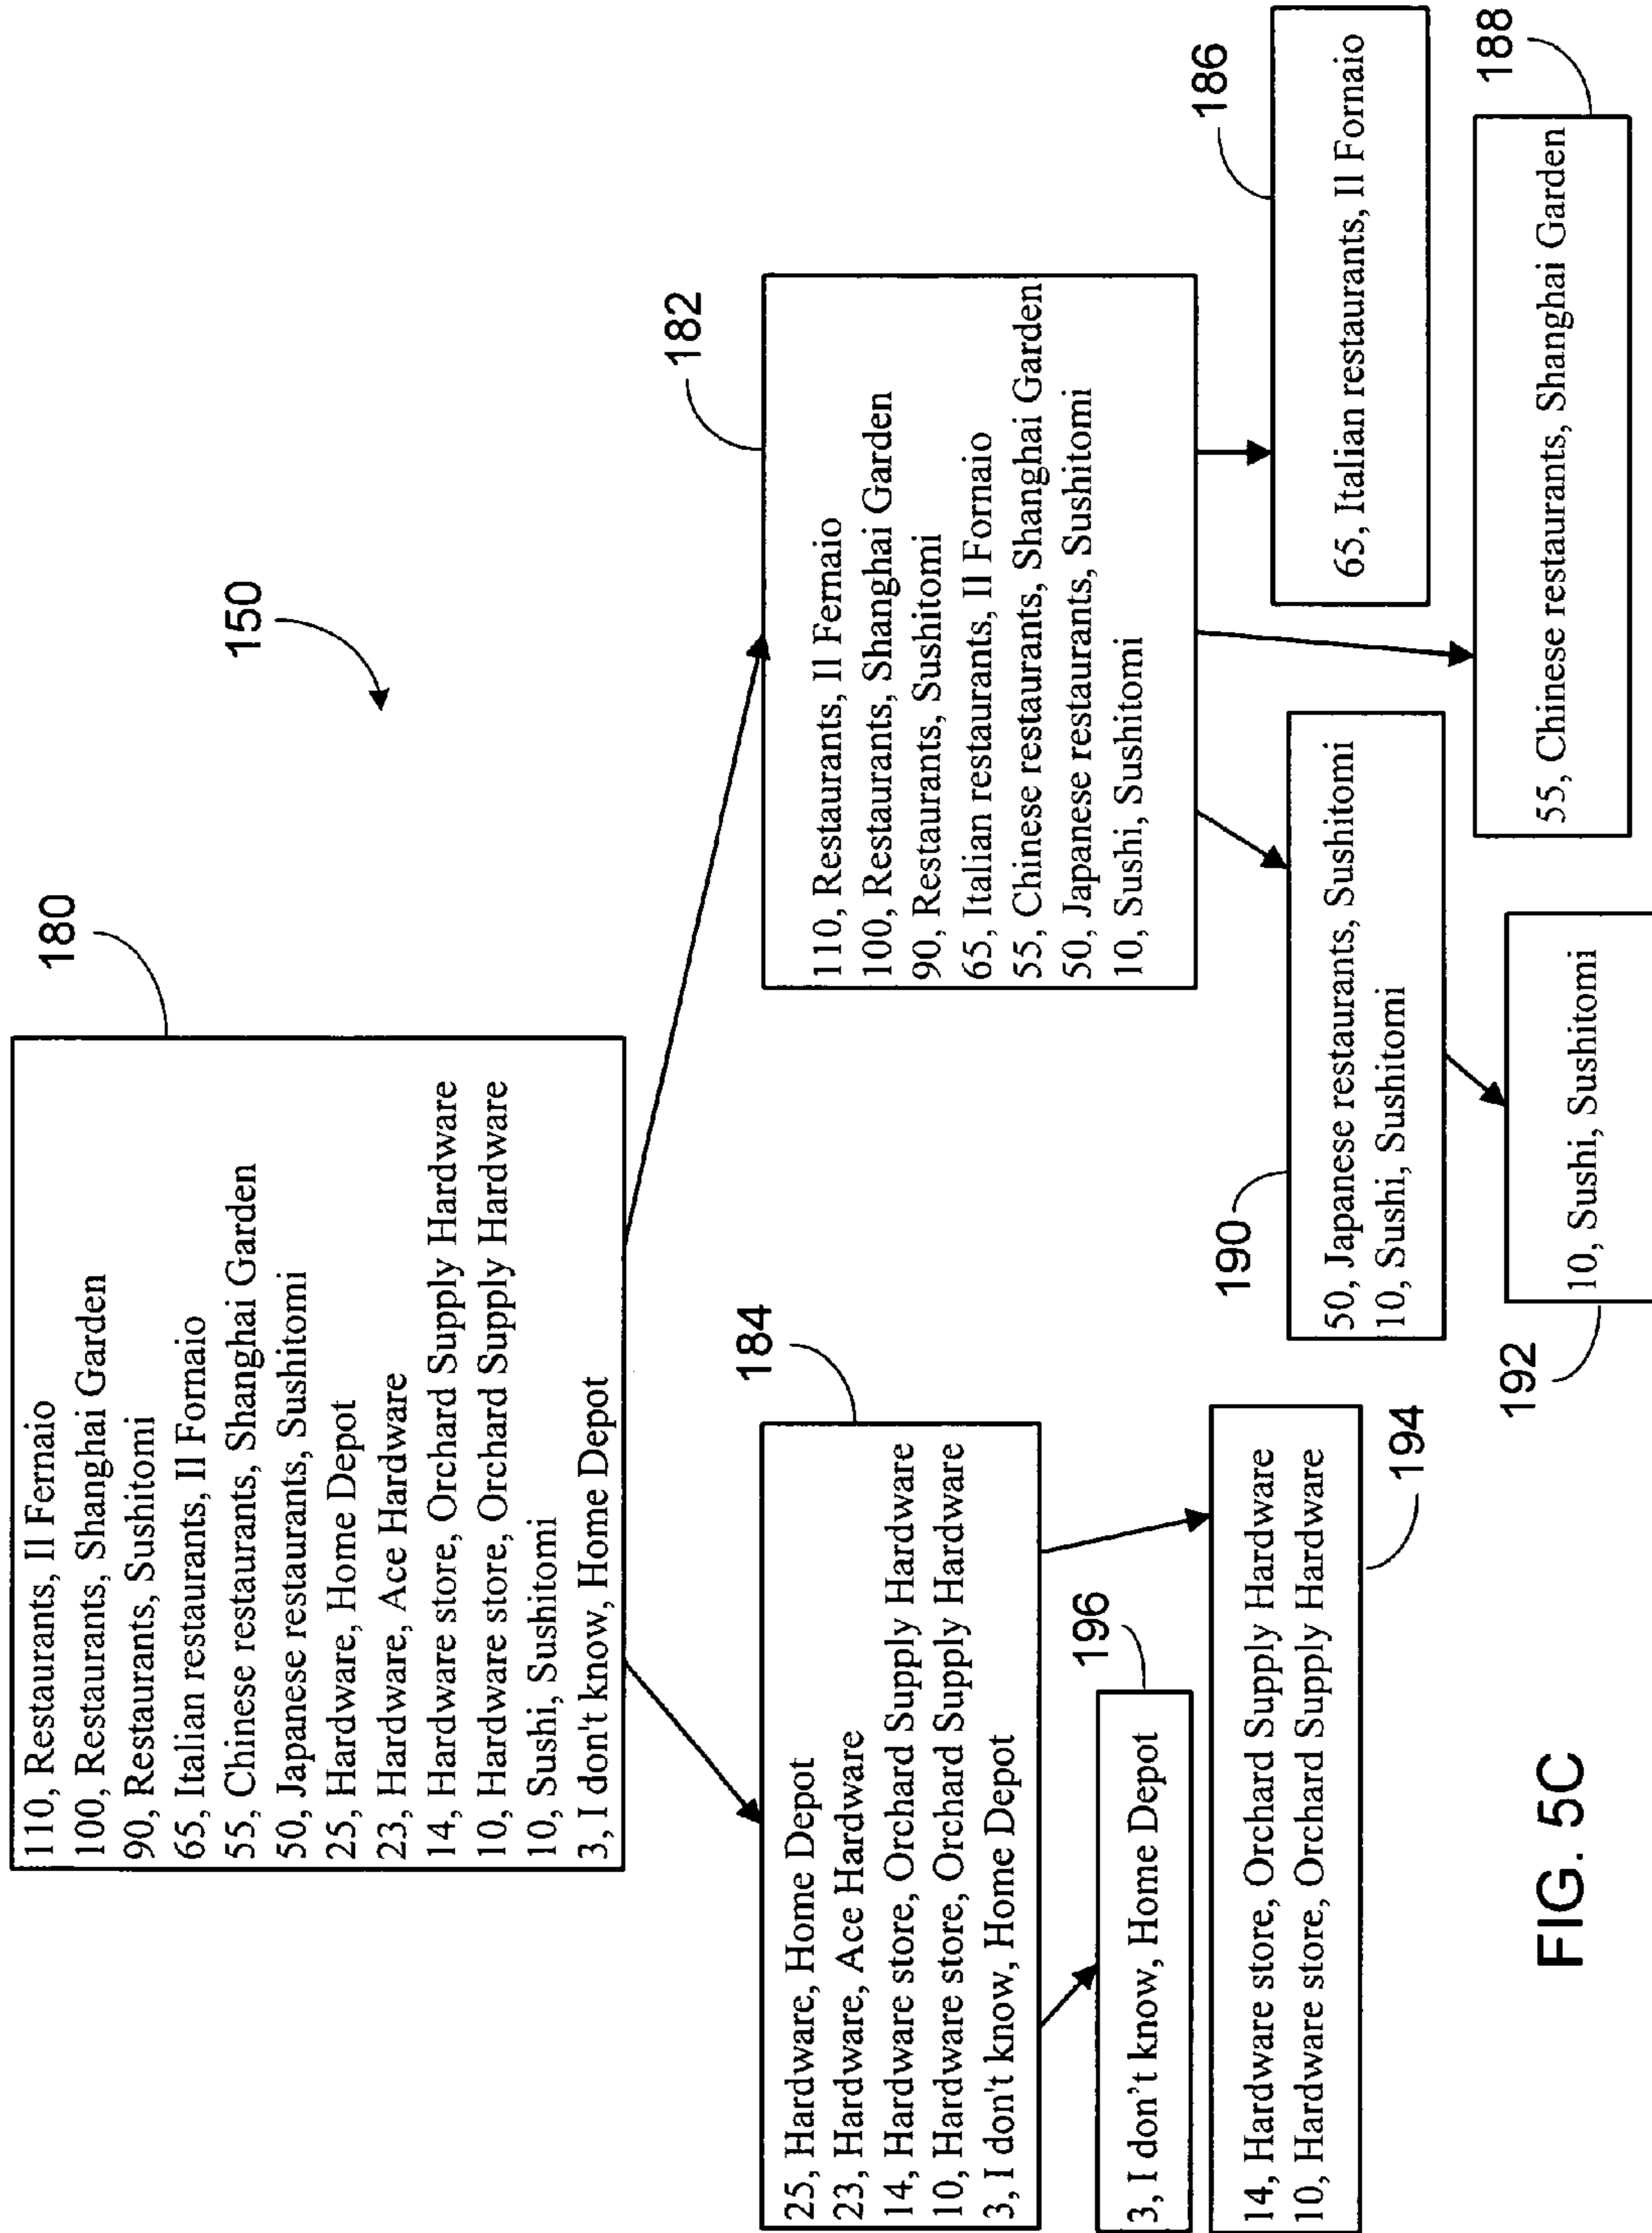 180
110, Restaurants, Il Fernaio
100, Restaurants, Shanghai Garden
90, Restaurants, Sushitomi
65, Italian restaurants, Il Fornaio
55, Chinese restaurants, Shanghai Garden
50, Japanese restaurants, Sushitomi
25, Hardware, Home Depot
23, Hardware, Ace Hardware
14, Hardware store, Orchard Supply Hardware
10, Hardware store, Orchard Supply Hardware
10, Sushi, Sushitomi
3, I don't know, Home Depot
150
184
25, Hardware, Home Depot
23, Hardware, Ace Hardware
14, Hardware store, Orchard Supply Hardware
10, Hardware store, Orchard Supply Hardware
3, I don't know, Home Depot
182
110, Restaurants, Il Fernaio
100, Restaurants, Shanghai Garden
90, Restaurants, Sushitomi
65, Italian restaurants, Il Fornaio
55, Chinese restaurants, Shanghai Garden
50, Japanese restaurants, Sushitomi
10, Sushi, Sushitomi
196
3, I don't know, Home Depot
14, Hardware store, Orchard Supply Hardware
10, Hardware store, Orchard Supply Hardware
194
190
50, Japanese restaurants, Sushitomi
10, Sushi, Sushitomi
186
65, Italian restaurants, Il Fornaio
188
55, Chinese restaurants, Shanghai Garden
192
10, Sushi, Sushitomi
FIG. 5C